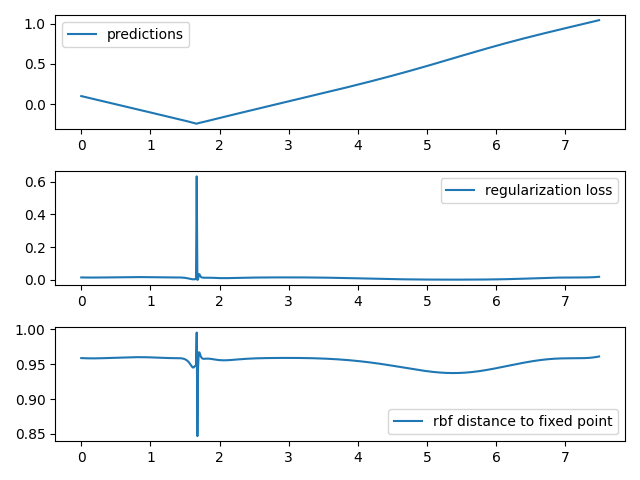 1.0
0.5
0.0
predictions
0 1 2 3 4 5 6 7
0.6
0.4
0.2
0.0
regularization loss
0 1 2 3 4 5 6 7
1.00
0.95
0.90
0.85
rbf distance to fixed point
0 1 2 3 4 5 6 7